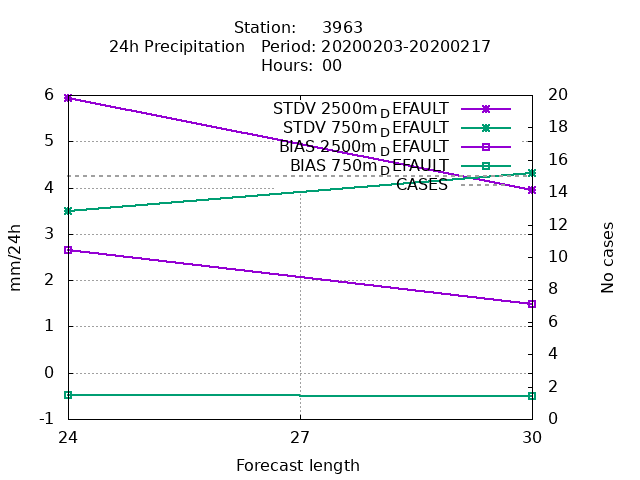 Station: 3963
24h Precipitation Period: 20200203-20200217
Hours: 00
6 20
STDV 2500m_DEFAULT
STDV 750m_DEFAULT
BIAS 2500m_DEFAULT
BIAS 750m_DEFAULT
CASES
5
4
3
2
1
0
-1
18
16
14
12
10
8
6
4
2
0
mm/24h
No cases
24 27 30
Forecast length